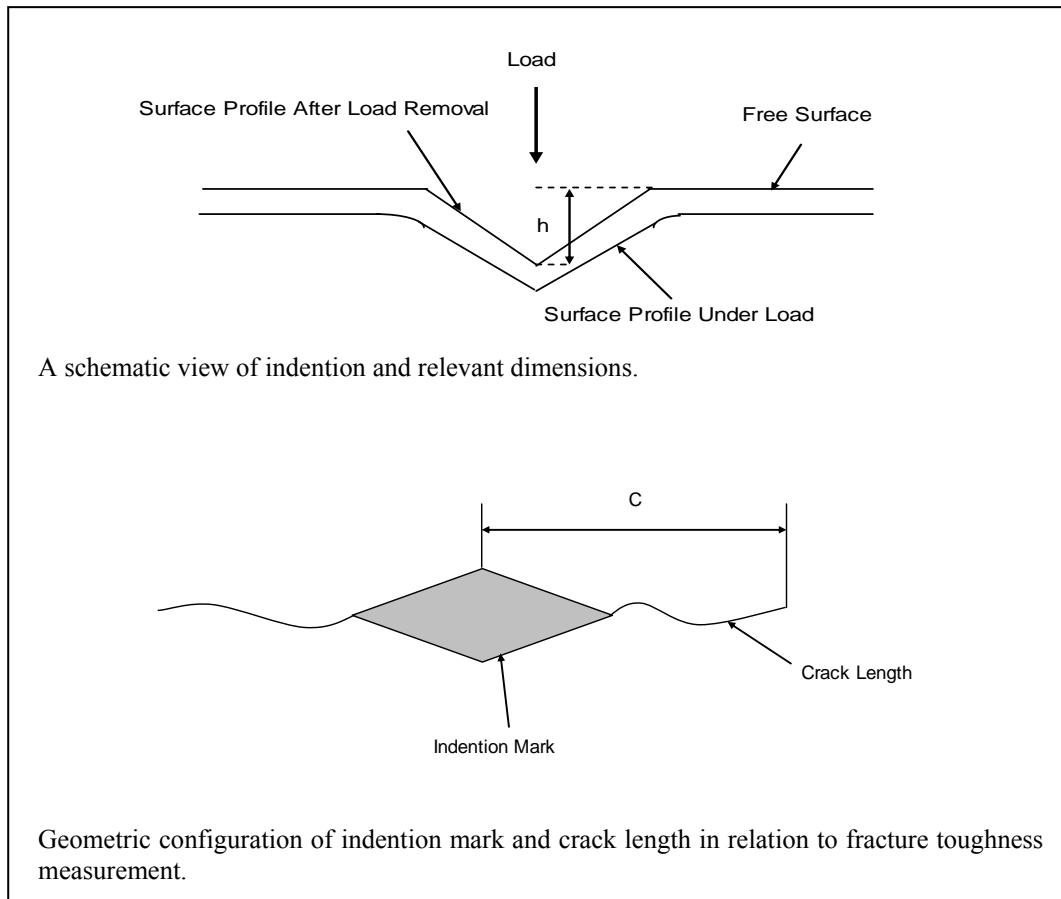 Load
Surface Profile After Load Removal
Free Surface
h
Surface Profile Under Load
A schematic view of indention and relevant dimensions.
C
Crack Length
Indention Mark
Geometric configuration of indention mark and crack length in relation to fracture toughness
measurement.